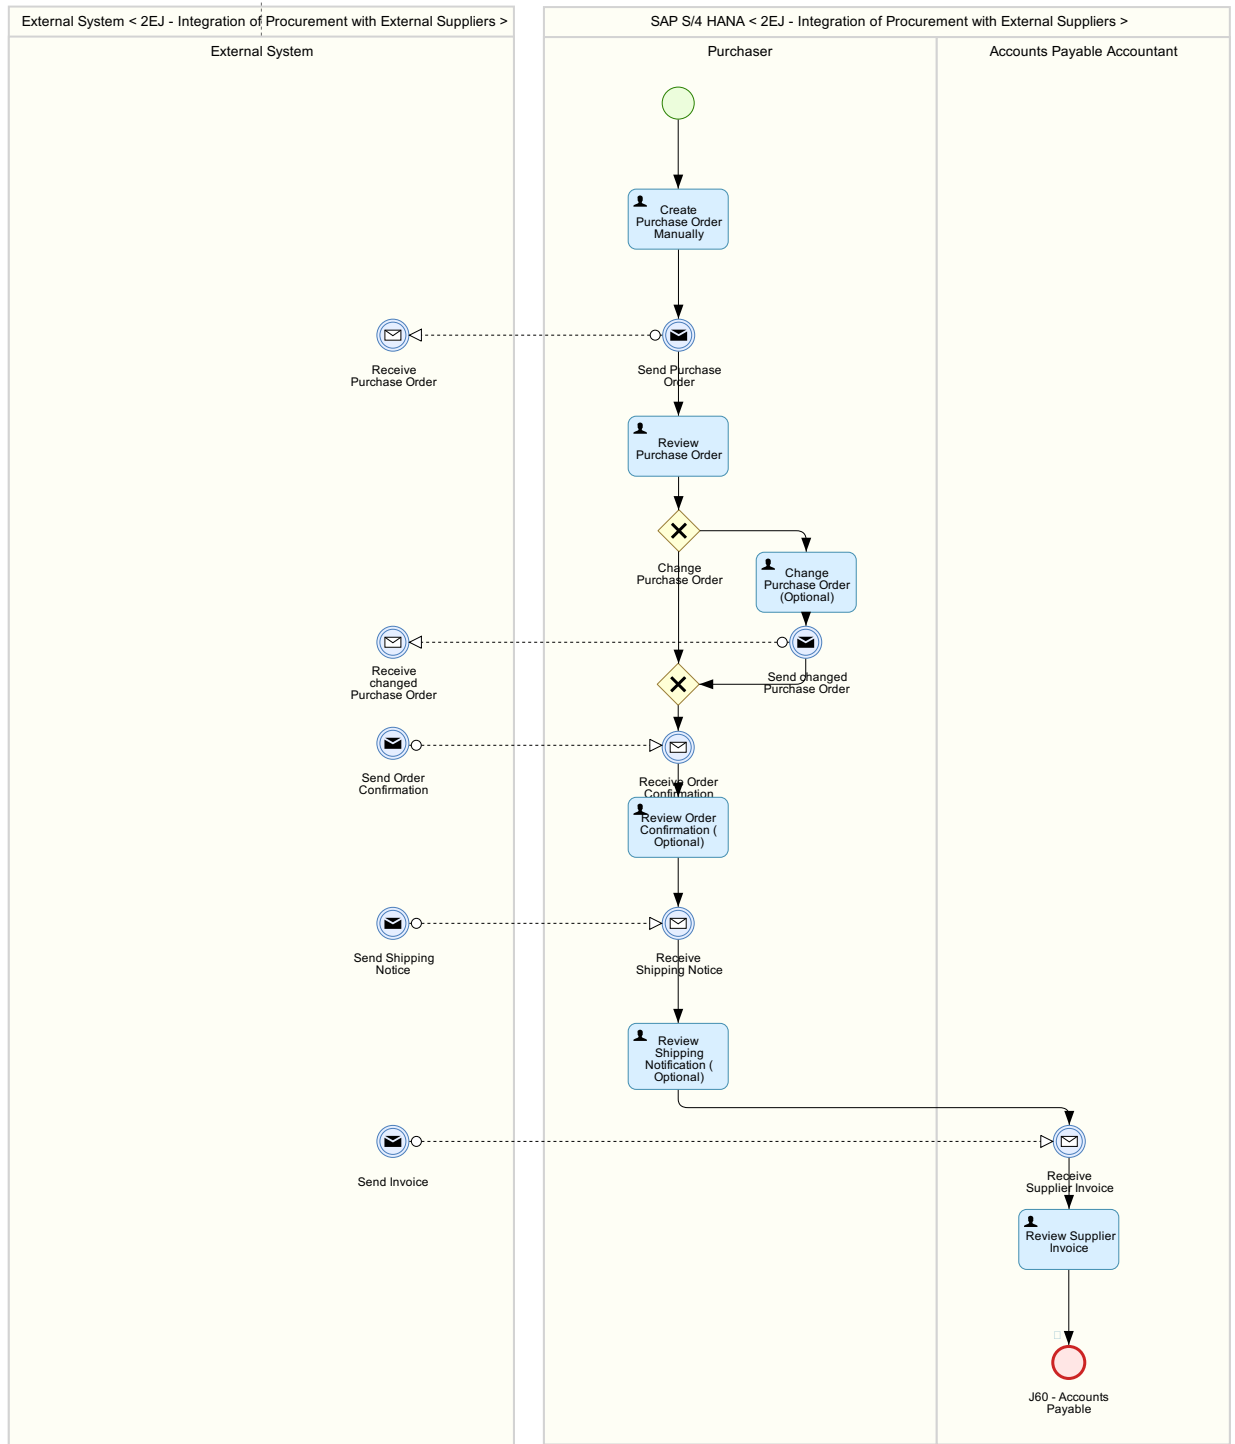 External System < 2EJ - Integration of Procurement with External Suppliers >
SAP S/4 HANA < 2EJ - Integration of Procurement with External Suppliers >
External System
Purchaser
Accounts Payable Accountant
Create
Purchase Order
Manually
Receive
Purchase Order
Send Purchase
Order
Review
Purchase Order
Change
Purchase Order
Change
Purchase Order
(Optional)
Receive
changed
Purchase Order
Send changed
Purchase Order
Send Order
Confirmation
Receive Order
Confirmation
Review Order
Confirmation (
Optional)
Send Shipping
Notice
Receive
Shipping Notice
Review
Shipping
Notification (
Optional)
Send Invoice
Receive
Supplier Invoice
Review Supplier
Invoice
J60 - Accounts
Payable